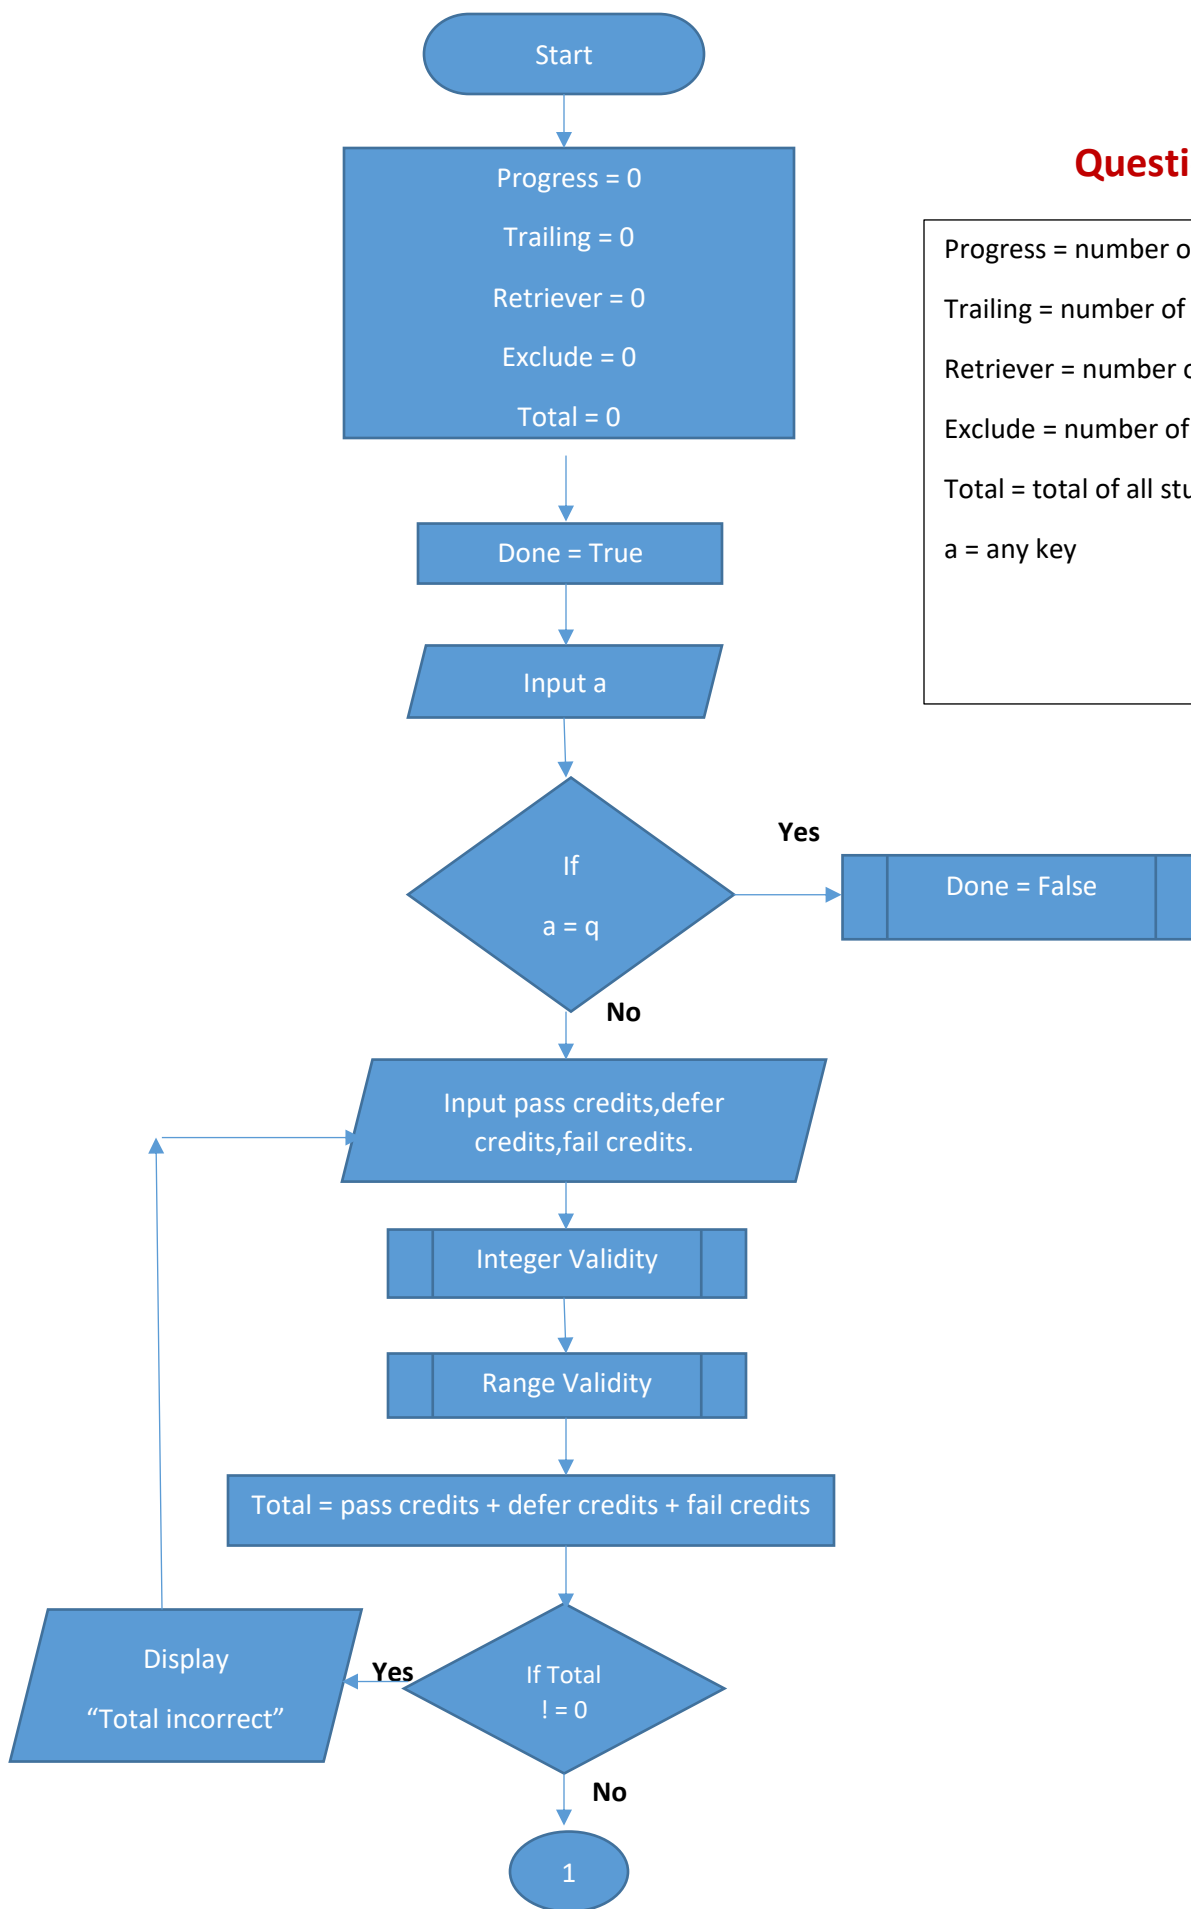 Start
Progress = 0
Trailing = 0
Retriever = 0
Exclude = 0
Total = 0
Progress = number
Trailing = number of
Retriever = number
Exclude = number of
Total = total of all
a = any key
Done = True
Input a
If
a = q
Yes
Done = False
No
Input pass credits,defer
credits,fail credits.
Integer Validity
Range Validity
Total = pass credits + defer credits + fail credits
If Total
! = 0
Yes
Display
“Total incorrect”
No
1